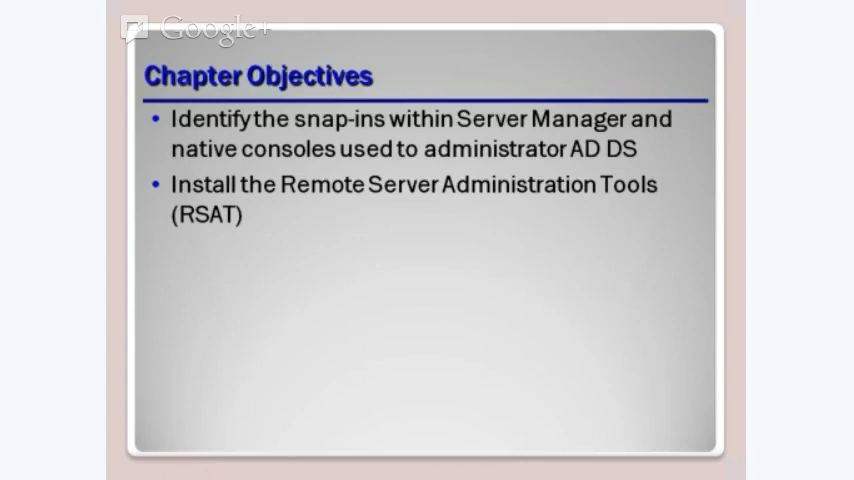 Google+
Chapter Objectives
• Identify the snap-ins within Server Manager and
native consoles used to administrator AD DS
• Install the Remote Server Administration Tools
(RSAT)